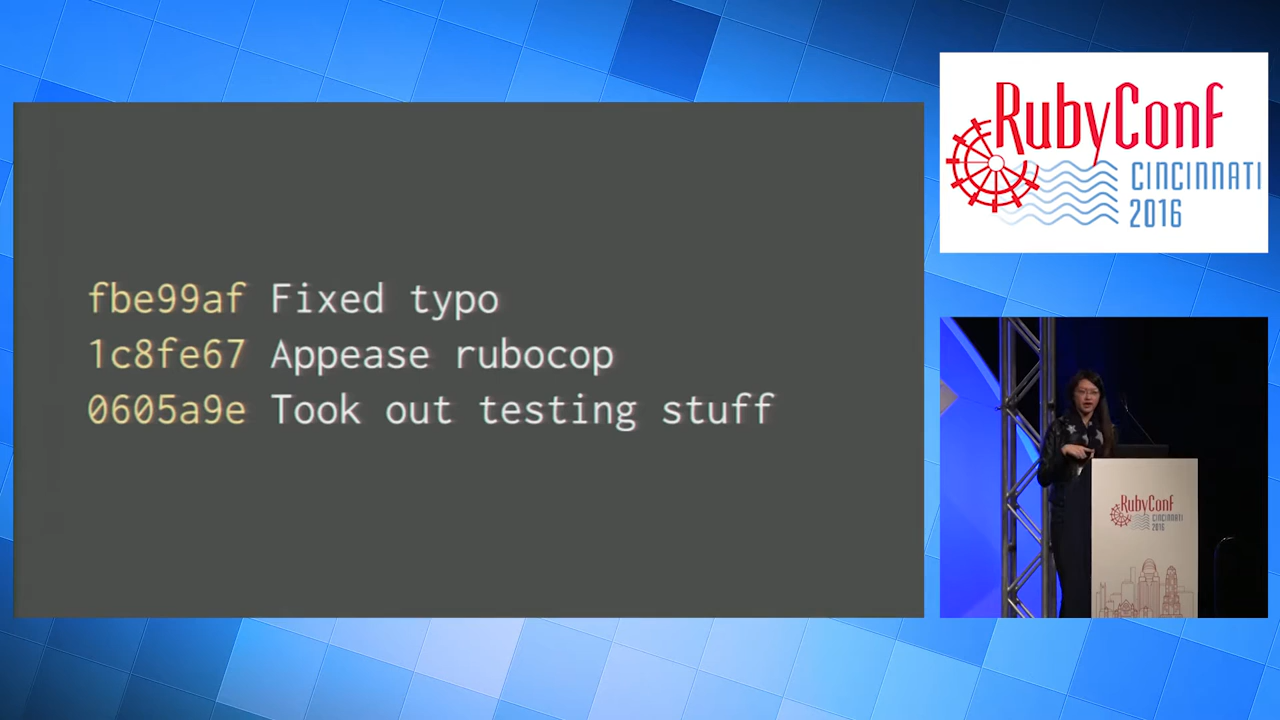 fbe99af Fixed typo
1c8fe67 Appease rubocop
0605a9e Took out testing stuff
RubyConf
CINCINNATI
2016
RubyConf
CINCINNATI
2016